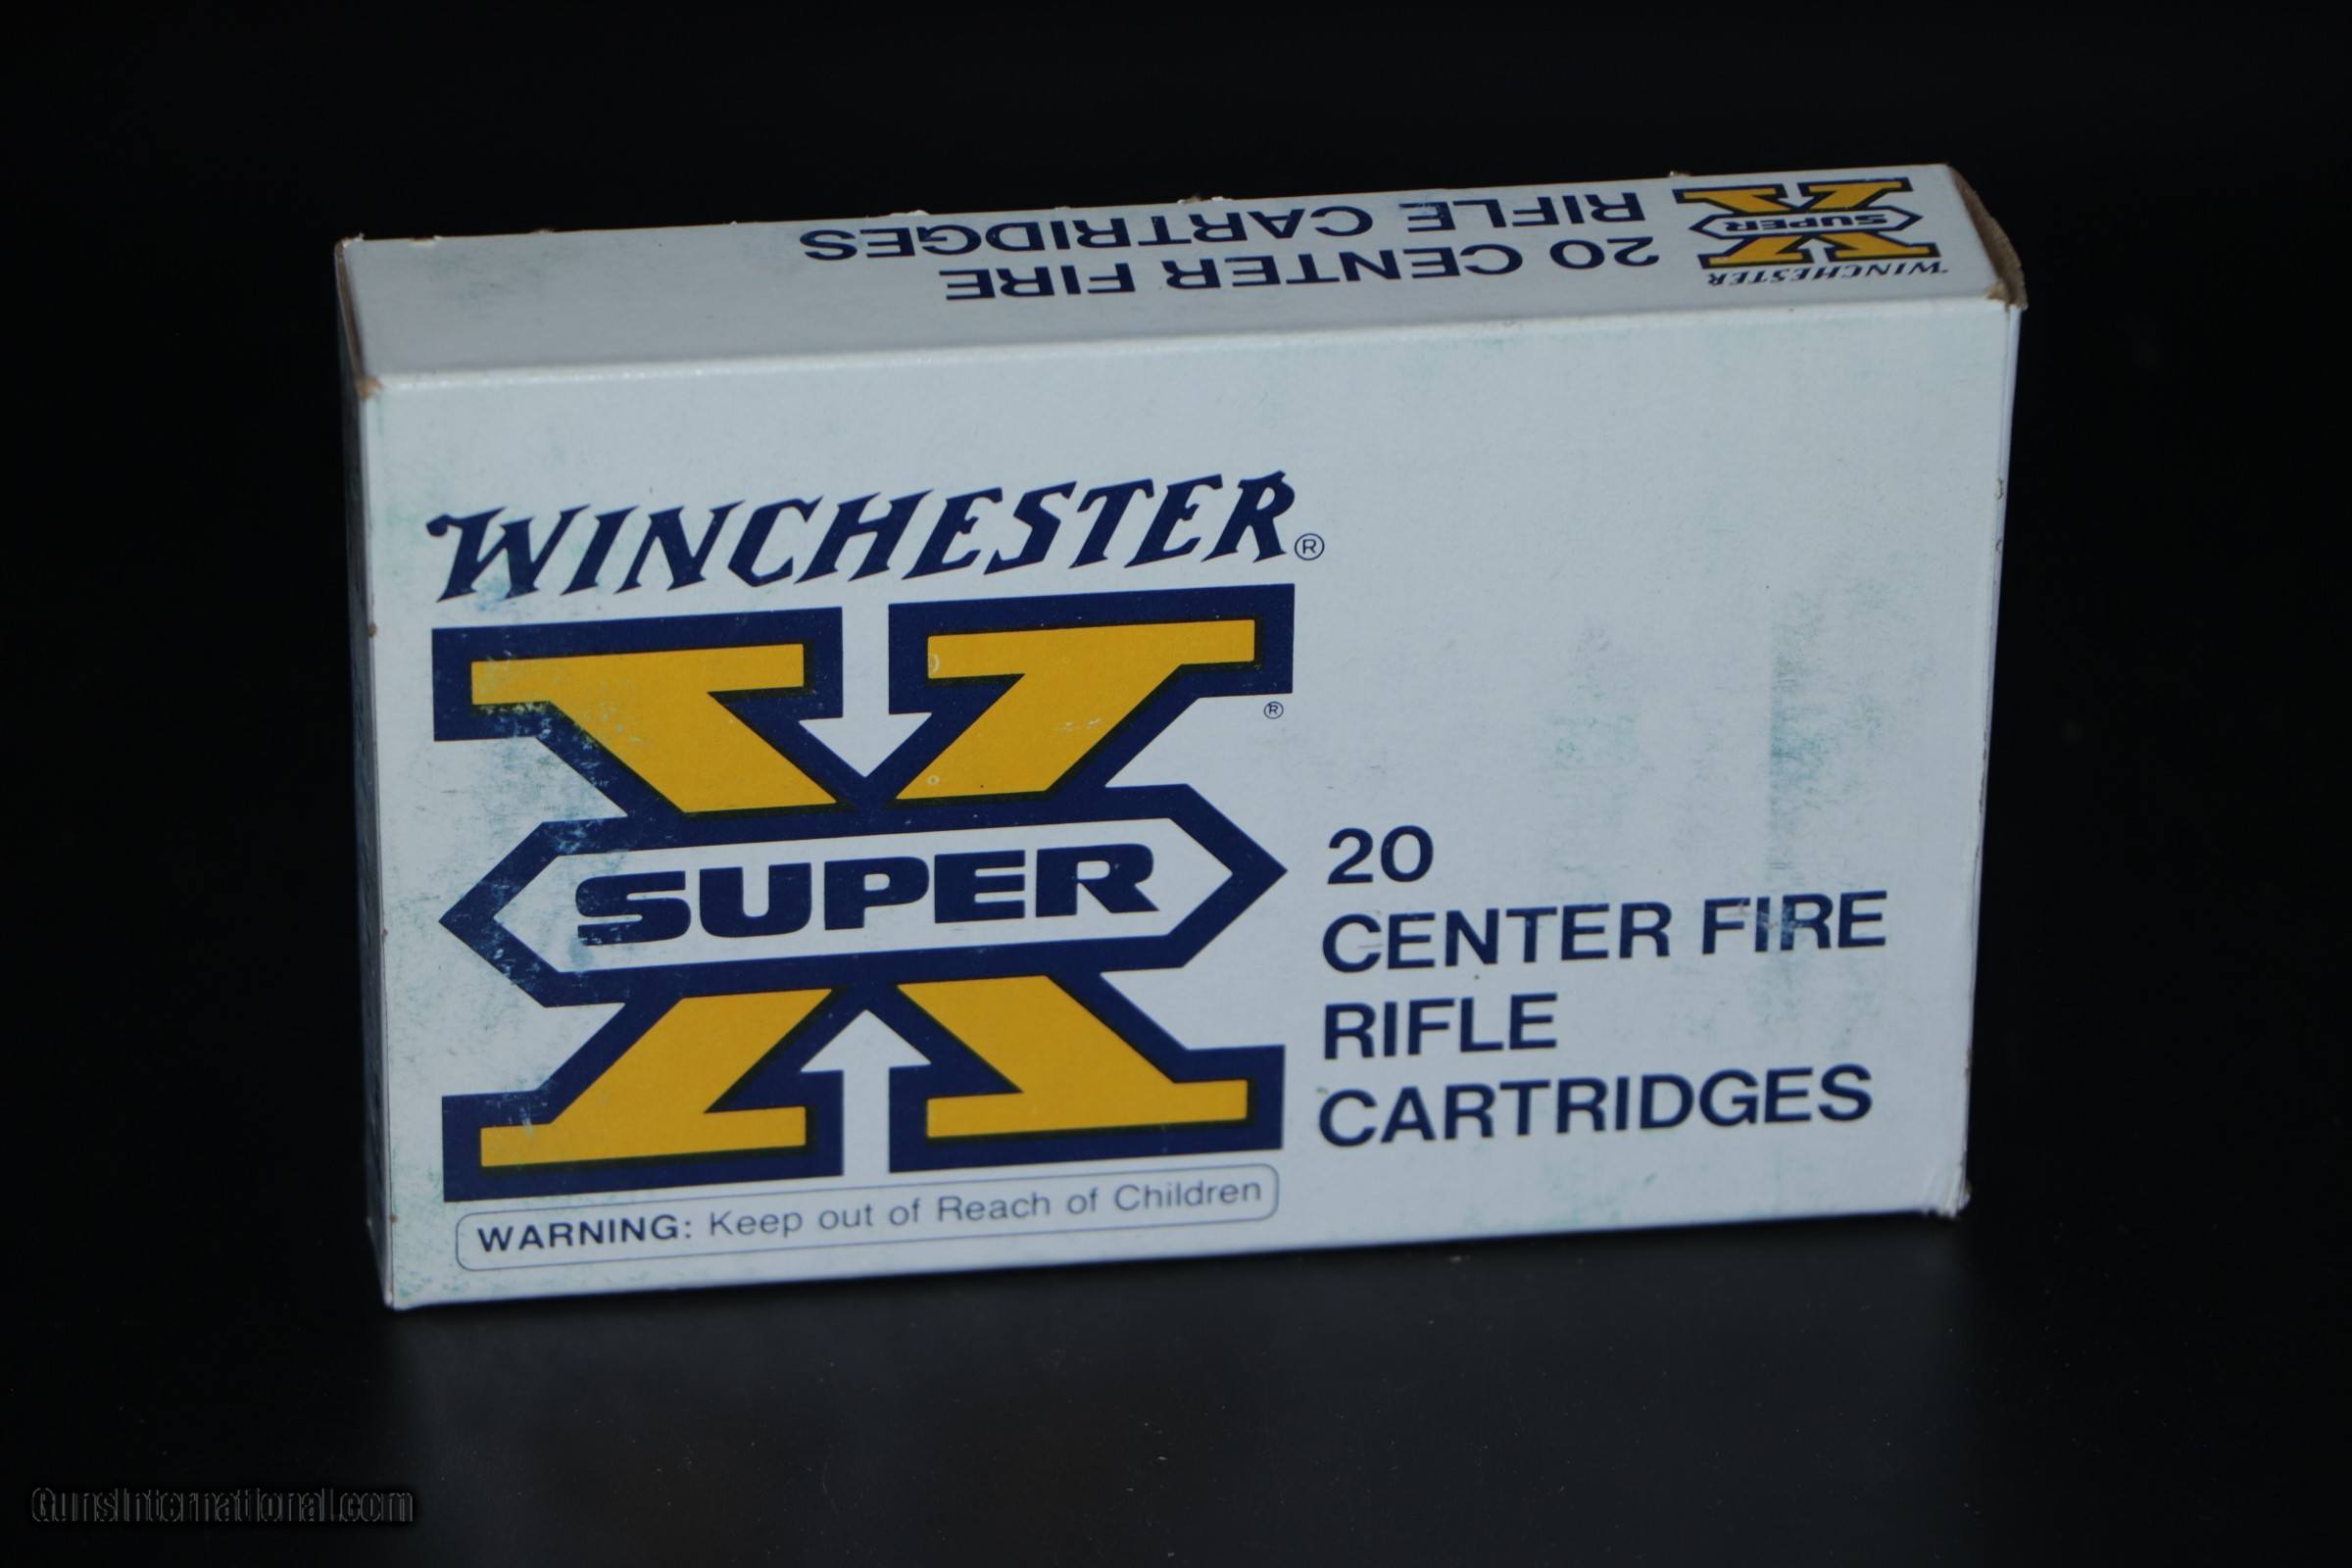 20 CENTER FIRE
RIFLE CARTRIDGES
WINCHESTER
SUPER X
WINCHESTER®
X
®
SUPER
20
CENTER FIRE
RIFLE
CARTRIDGES
WARNING: Keep out of Reach of Children
GunsInternational.com